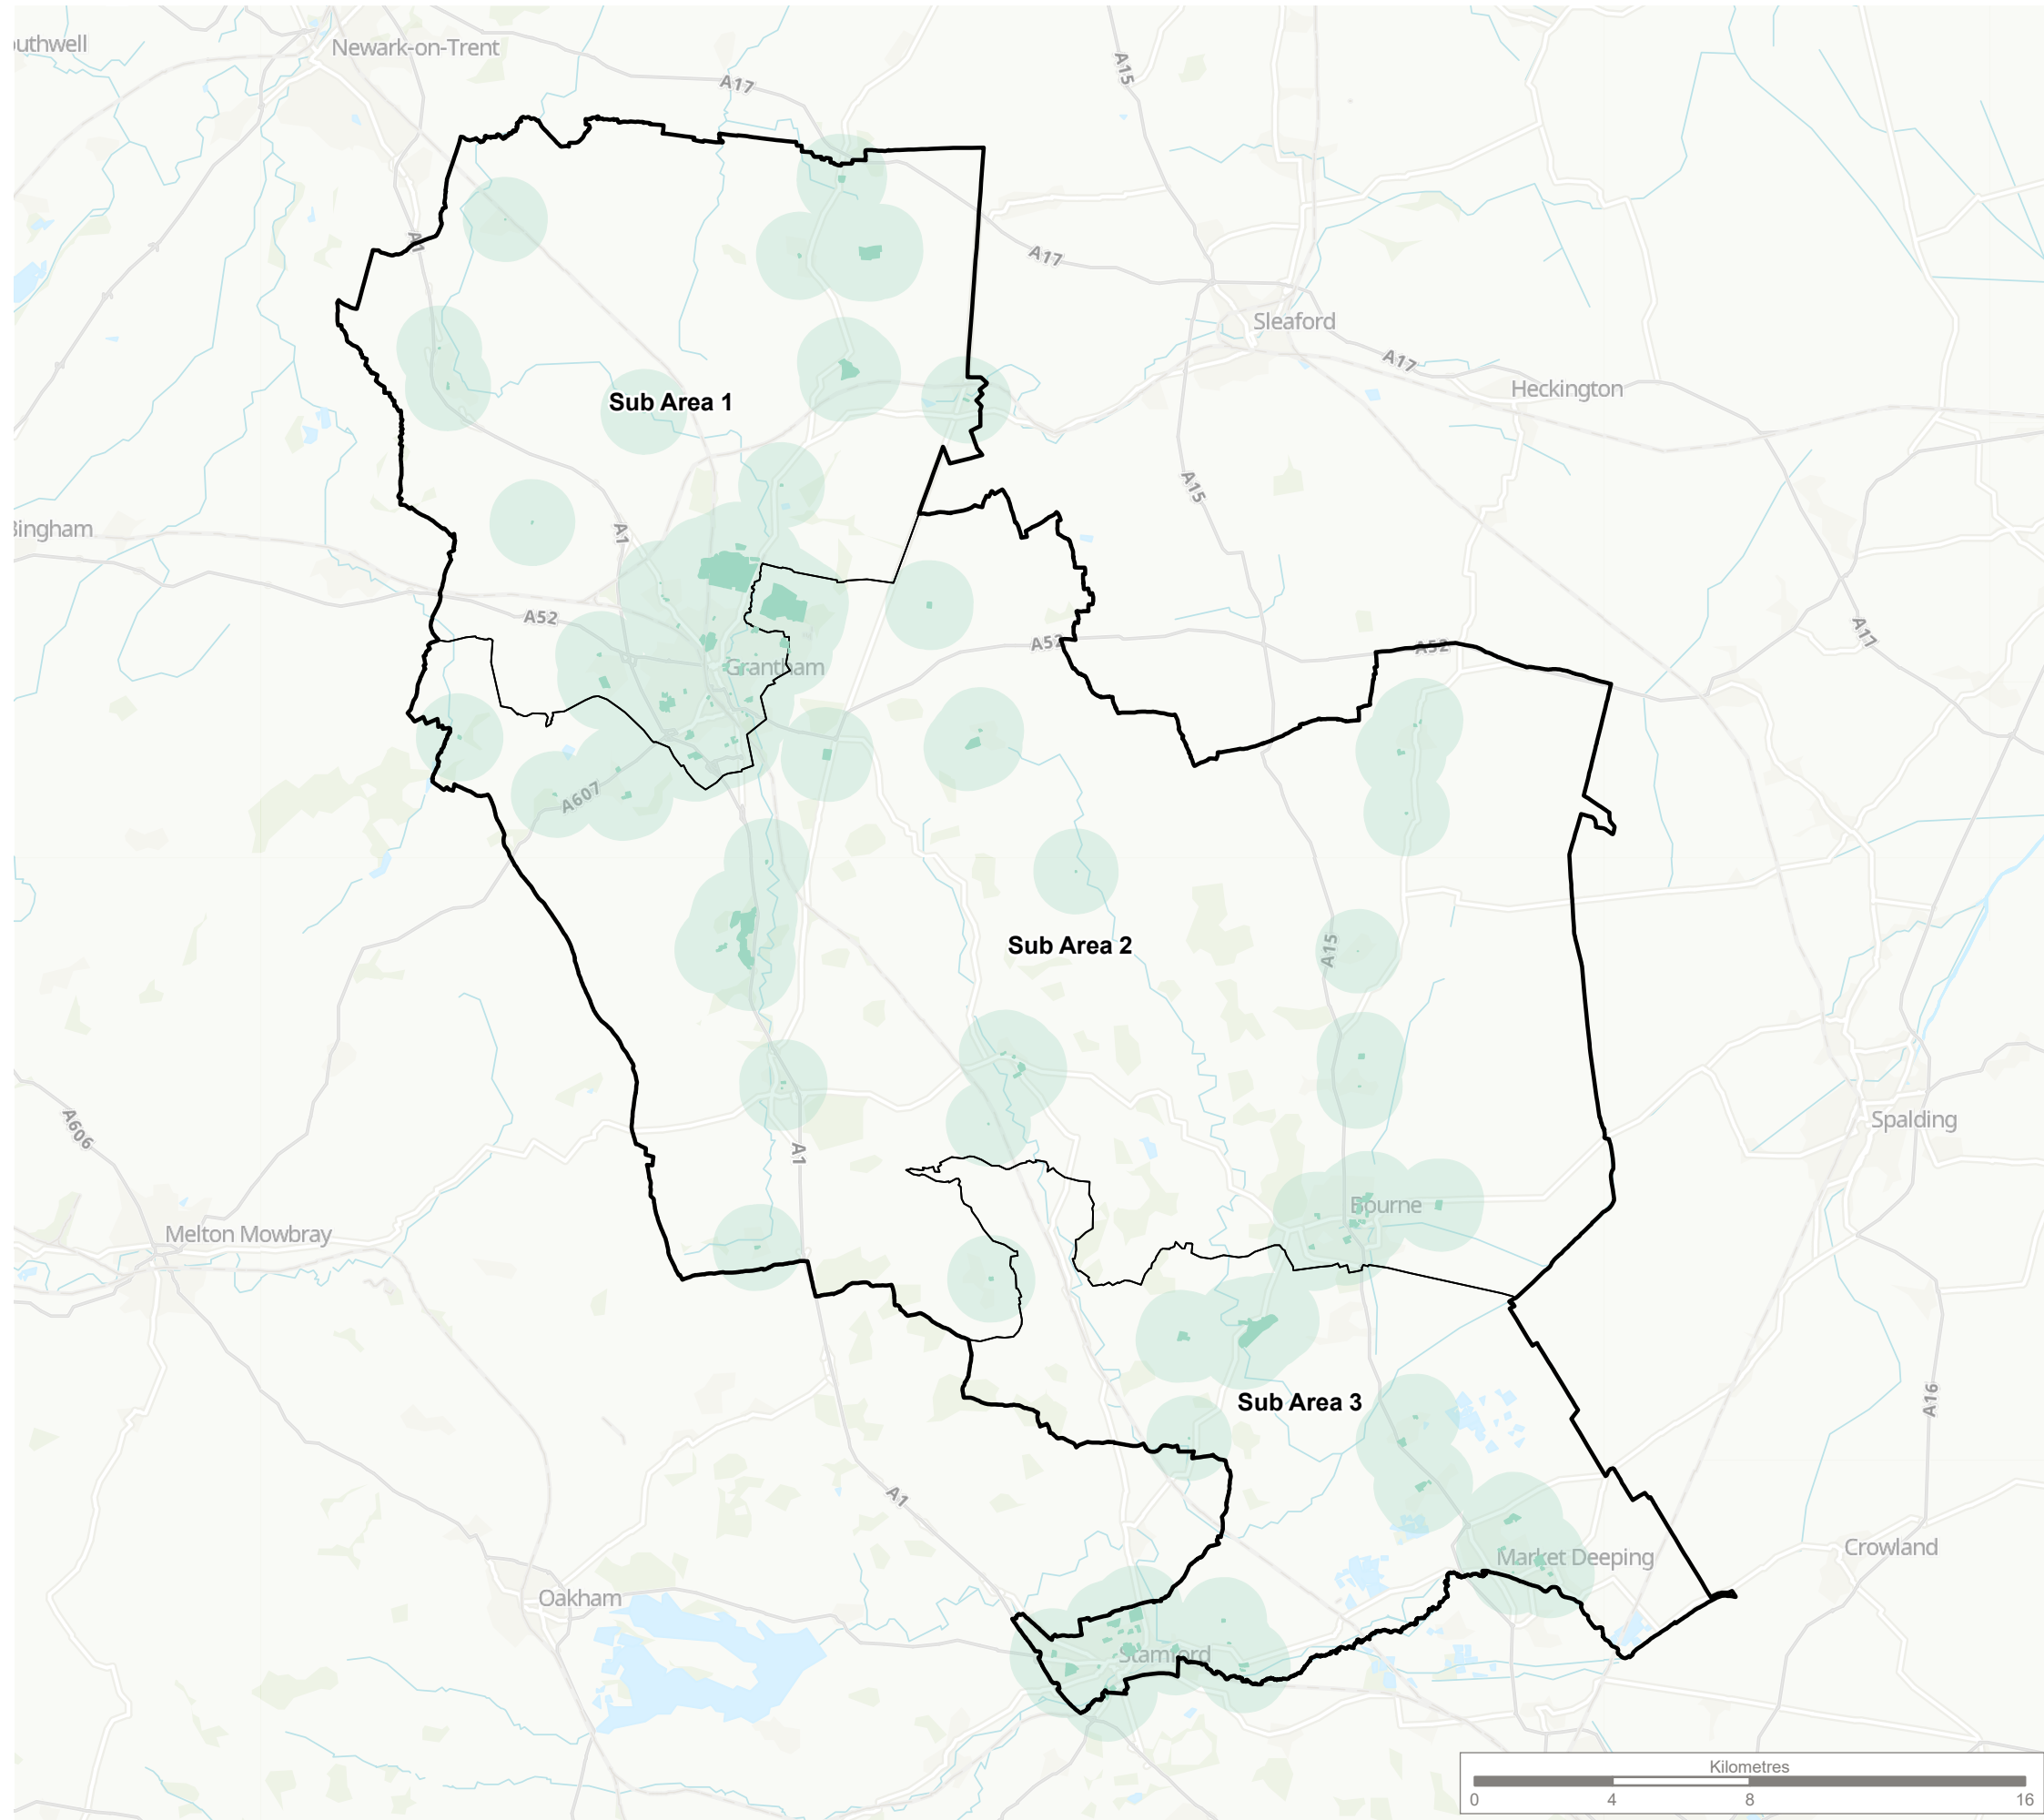 outhwell
Newark-on-Trent
A17
A15
A1
A17
Sleaford
A17
Heckington
Sub Area 1
A15
Bingham
A1
A52
A52
A52
A17
Grantham
A607
Sub Area 2
A15
A606
A1
Spalding
Bourne
Melton Mowbray
Sub Area 3
A16
A1
Crowland
Market Deeping
Oakham
Stamford
Kilometres
0 4 8 16